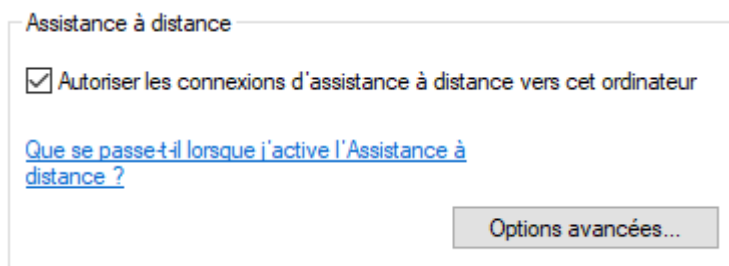 Assistance à distance
Autoriser les connexions d'assistance à distance vers cet ordinateur
Que se passe-t-il lorsque j'active l'Assistance à
distance ?
Options avancées...